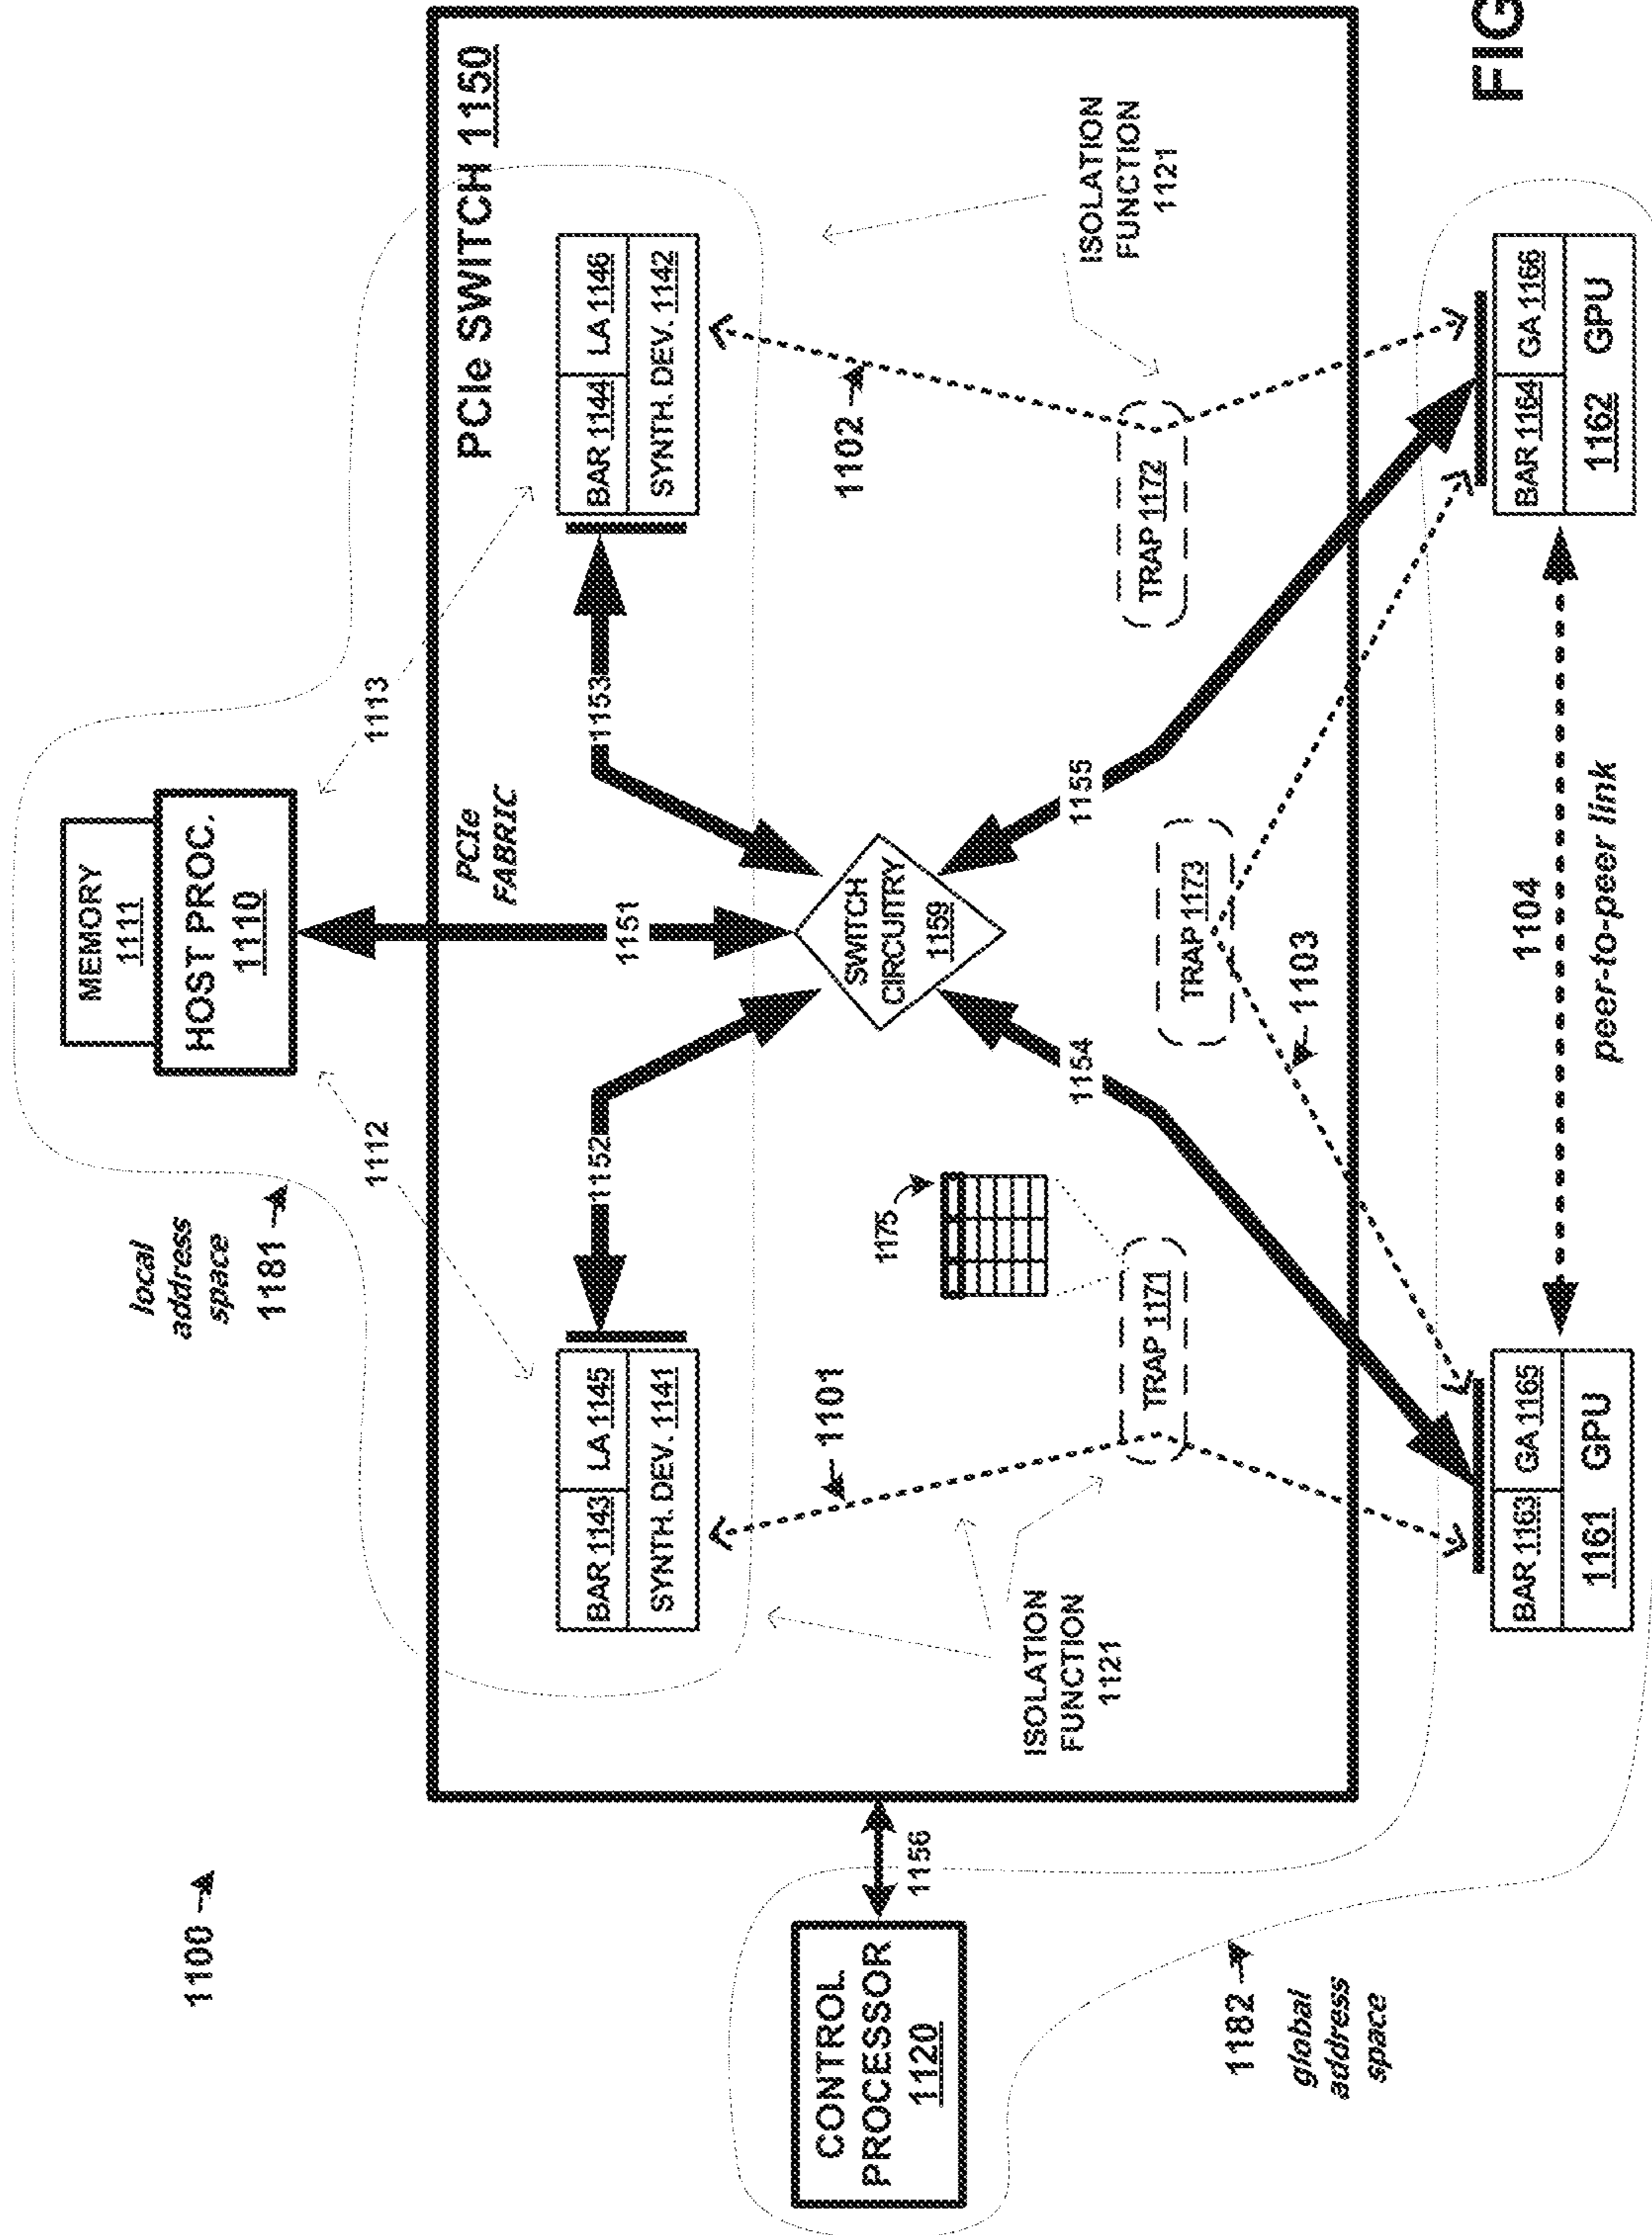 1100
MEMORY
1111
HOST PROC.
1110
local
address
space
1181
1112
1113
PCIe
FABRIC
PCIe SWITCH 1150
1151
1152
1153
BAR 1143
LA 1145
SYNTH. DEV. 1141
BAR 1144
LA 1146
SYNTH. DEV. 1142
SWITCH
CIRCUITRY
1159
CONTROL
PROCESSOR
1120
1156
1101
1175
1102
ISOLATION
FUNCTION
1121
ISOLATION
FUNCTION
1121
1154
1155
TRAP 1171
TRAP 1173
TRAP 1172
1103
1182
global
address
space
BAR 1163
GA 1165
1161 GPU
BAR 1164
GA 1166
1162 GPU
1104
peer-to-peer link
FIG